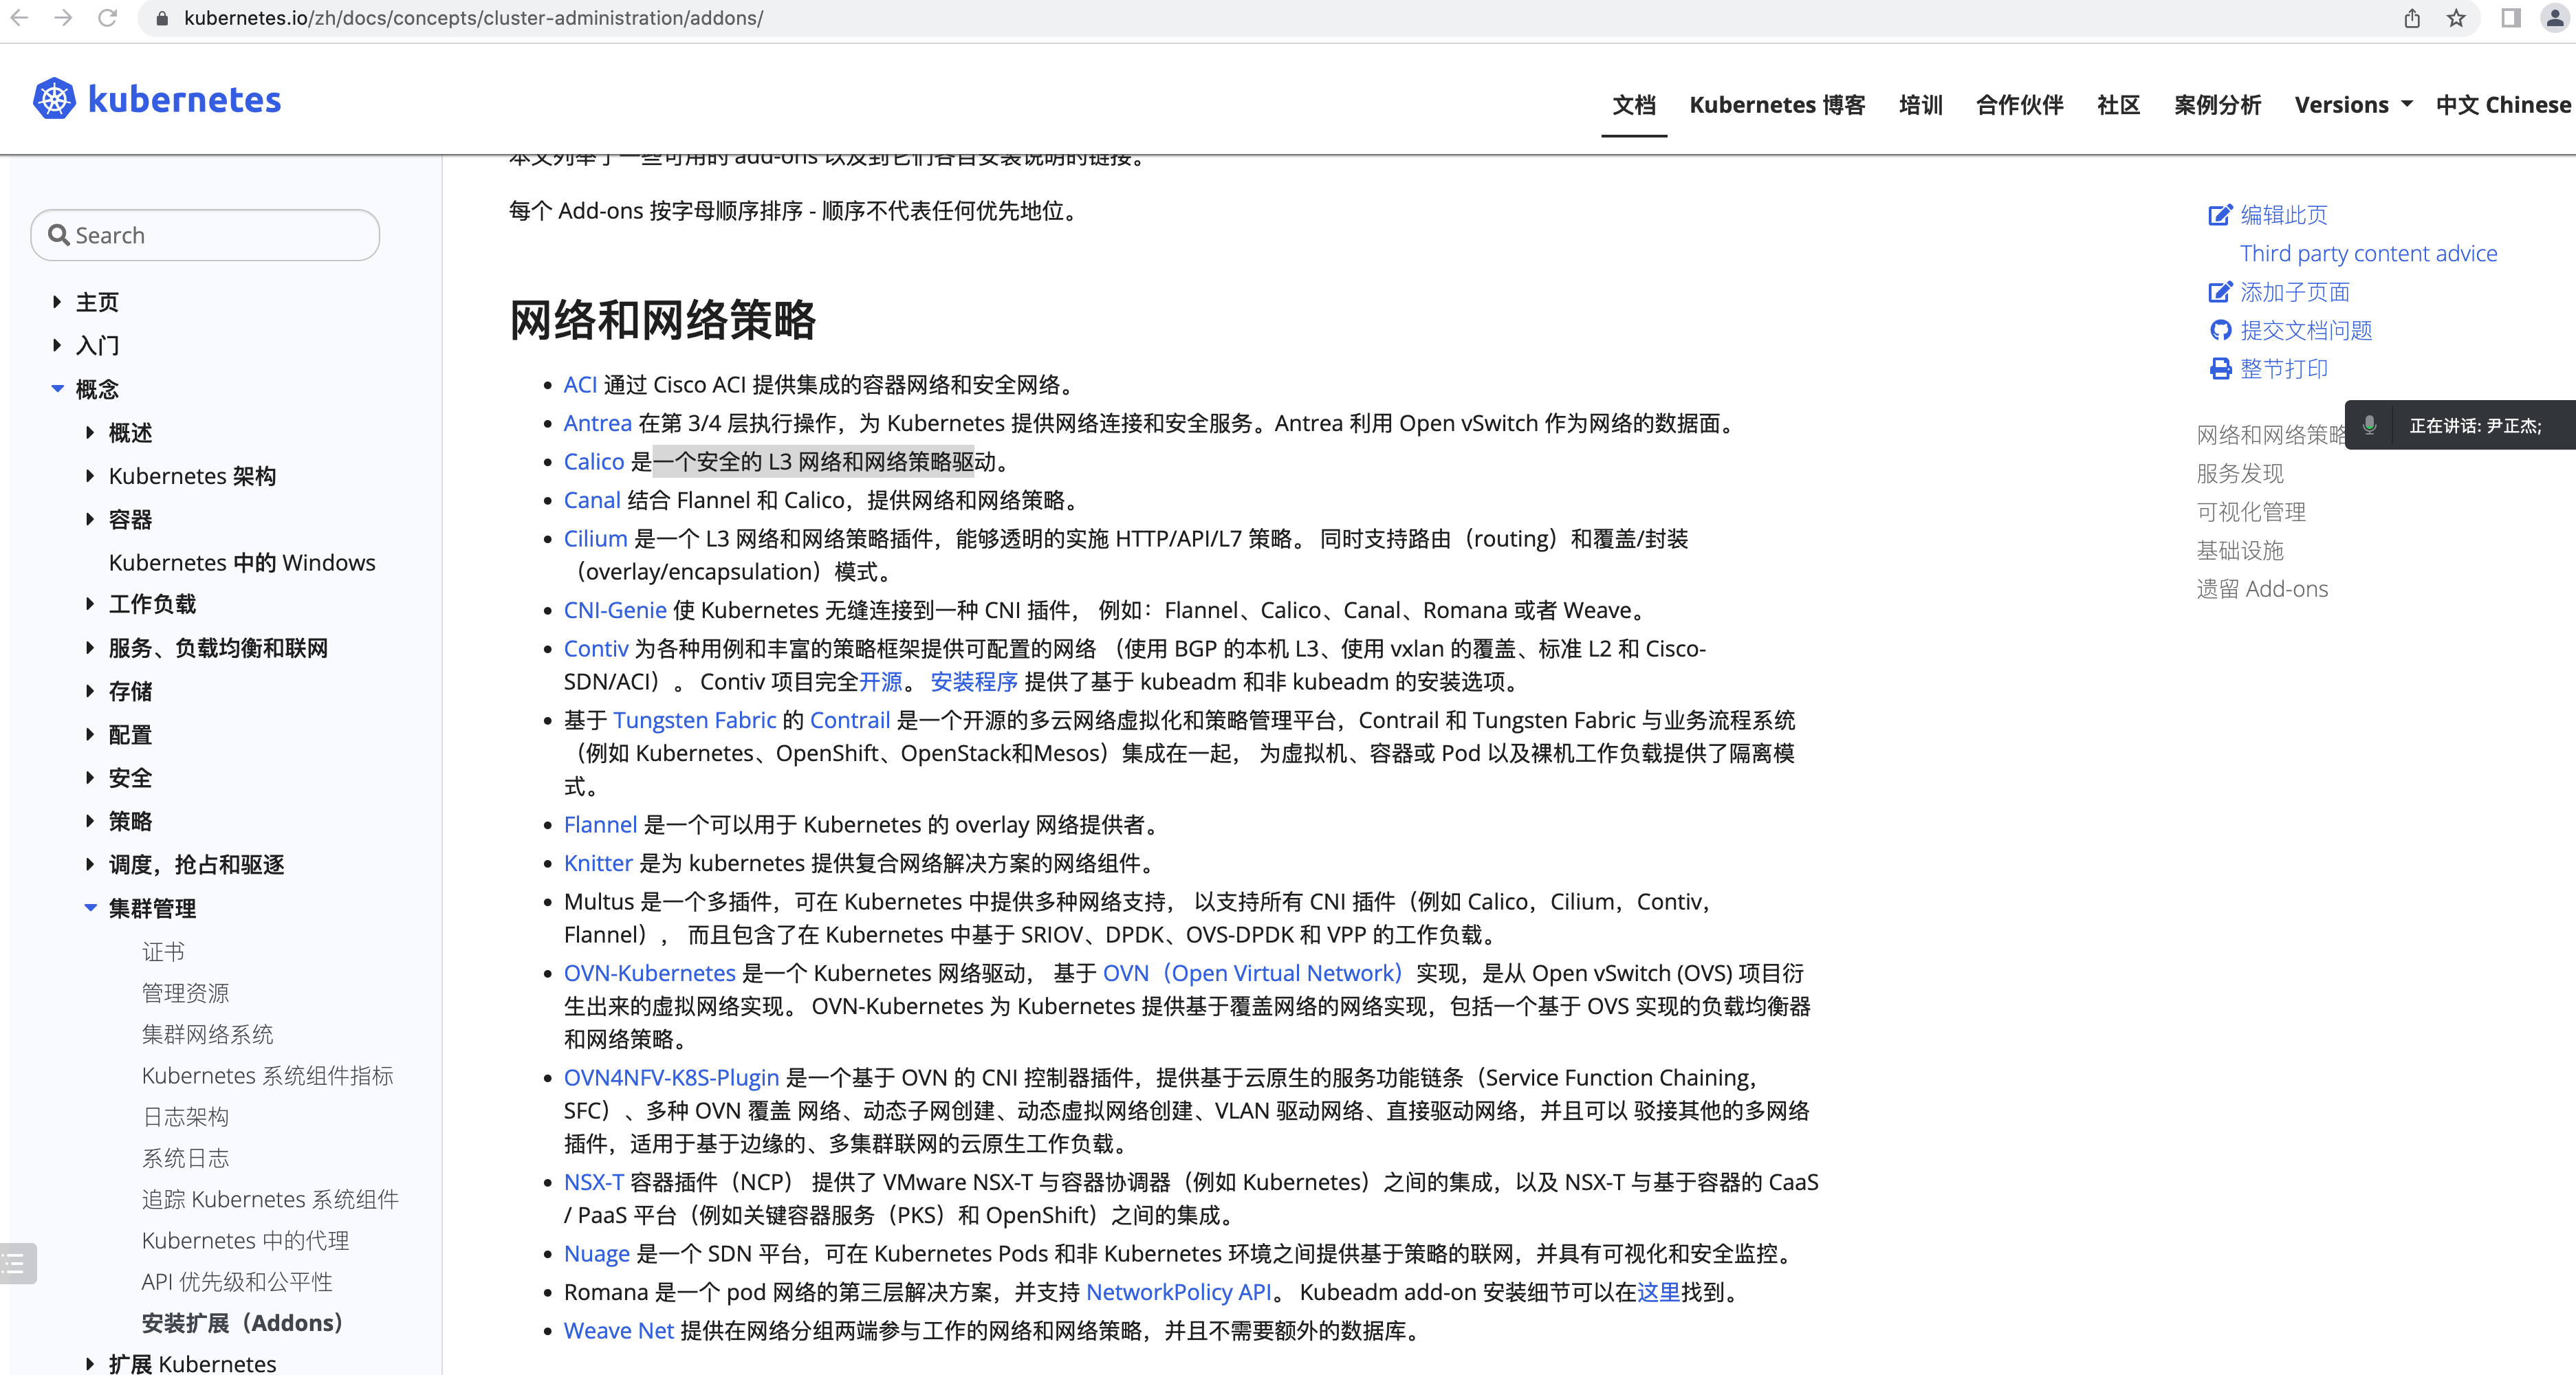 kubernetes.io/zh/docs/concepts/cluster-administration/addons/
kubernetes
文档
Kubernetes 博客
培训
合作伙伴
社区
案例分析
Versions
中文 Chinese
Search
主页
入门
概念
概述
Kubernetes 架构
容器
Kubernetes 中的 Windows
工作负载
服务、负载均衡和联网
存储
配置
安全
策略
调度，抢占和驱逐
集群管理
证书
管理资源
集群网络系统
Kubernetes 系统组件指标
日志架构
系统日志
追踪 Kubernetes 系统组件
Kubernetes 中的代理
API 优先级和公平性
安装扩展（Addons）
扩展 Kubernetes
本文列举了一些可用的 add-ons 以及到它们各自安装说明的链接。
每个 Add-ons 按字母顺序排序 - 顺序不代表任何优先地位。
网络和网络策略
ACI 通过 Cisco ACI 提供集成的容器网络和安全网络。
Antrea 在第 3/4 层执行操作，为 Kubernetes 提供网络连接和安全服务。Antrea 利用 Open vSwitch 作为网络的数据面。
Calico 是一个安全的 L3 网络和网络策略驱动。
Canal 结合 Flannel 和 Calico，提供网络和网络策略。
Cilium 是一个 L3 网络和网络策略插件，能够透明的实施 HTTP/API/L7 策略。 同时支持路由（routing）和覆盖/封装
（overlay/encapsulation）模式。
CNI-Genie 使 Kubernetes 无缝连接到一种 CNI 插件， 例如：Flannel、Calico、Canal、Romana 或者 Weave。
Contiv 为各种用例和丰富的策略框架提供可配置的网络 （使用 BGP 的本机 L3、使用 vxlan 的覆盖、标准 L2 和 Cisco-
SDN/ACI）。 Contiv 项目完全开源。 安装程序 提供了基于 kubeadm 和非 kubeadm 的安装选项。
基于 Tungsten Fabric 的 Contrail 是一个开源的多云网络虚拟化和策略管理平台，Contrail 和 Tungsten Fabric 与业务流程系统
（例如 Kubernetes、OpenShift、OpenStack和Mesos）集成在一起， 为虚拟机、容器或 Pod 以及裸机工作负载提供了隔离模
式。
Flannel 是一个可以用于 Kubernetes 的 overlay 网络提供者。
Knitter 是为 kubernetes 提供复合网络解决方案的网络组件。
Multus 是一个多插件，可在 Kubernetes 中提供多种网络支持， 以支持所有 CNI 插件（例如 Calico，Cilium，Contiv，
Flannel）， 而且包含了在 Kubernetes 中基于 SRIOV、DPDK、OVS-DPDK 和 VPP 的工作负载。
OVN-Kubernetes 是一个 Kubernetes 网络驱动， 基于 OVN（Open Virtual Network）实现，是从 Open vSwitch (OVS) 项目衍
生出来的虚拟网络实现。 OVN-Kubernetes 为 Kubernetes 提供基于覆盖网络的网络实现，包括一个基于 OVS 实现的负载均衡器
和网络策略。
OVN4NFV-K8S-Plugin 是一个基于 OVN 的 CNI 控制器插件，提供基于云原生的服务功能链条（Service Function Chaining，
SFC）、多种 OVN 覆盖 网络、动态子网创建、动态虚拟网络创建、VLAN 驱动网络、直接驱动网络，并且可以 驳接其他的多网络
插件，适用于基于边缘的、多集群联网的云原生工作负载。
NSX-T 容器插件（NCP） 提供了 VMware NSX-T 与容器协调器（例如 Kubernetes）之间的集成，以及 NSX-T 与基于容器的 CaaS
/ PaaS 平台（例如关键容器服务（PKS）和 OpenShift）之间的集成。
Nuage 是一个 SDN 平台，可在 Kubernetes Pods 和非 Kubernetes 环境之间提供基于策略的联网，并具有可视化和安全监控。
Romana 是一个 pod 网络的第三层解决方案，并支持 NetworkPolicy API。 Kubeadm add-on 安装细节可以在这里找到。
Weave Net 提供在网络分组两端参与工作的网络和网络策略，并且不需要额外的数据库。
编辑此页
Third party content advice
添加子页面
提交文档问题
整节打印
网络和网络策略
正在讲话: 尹正杰;
服务发现
可视化管理
基础设施
遗留 Add-ons